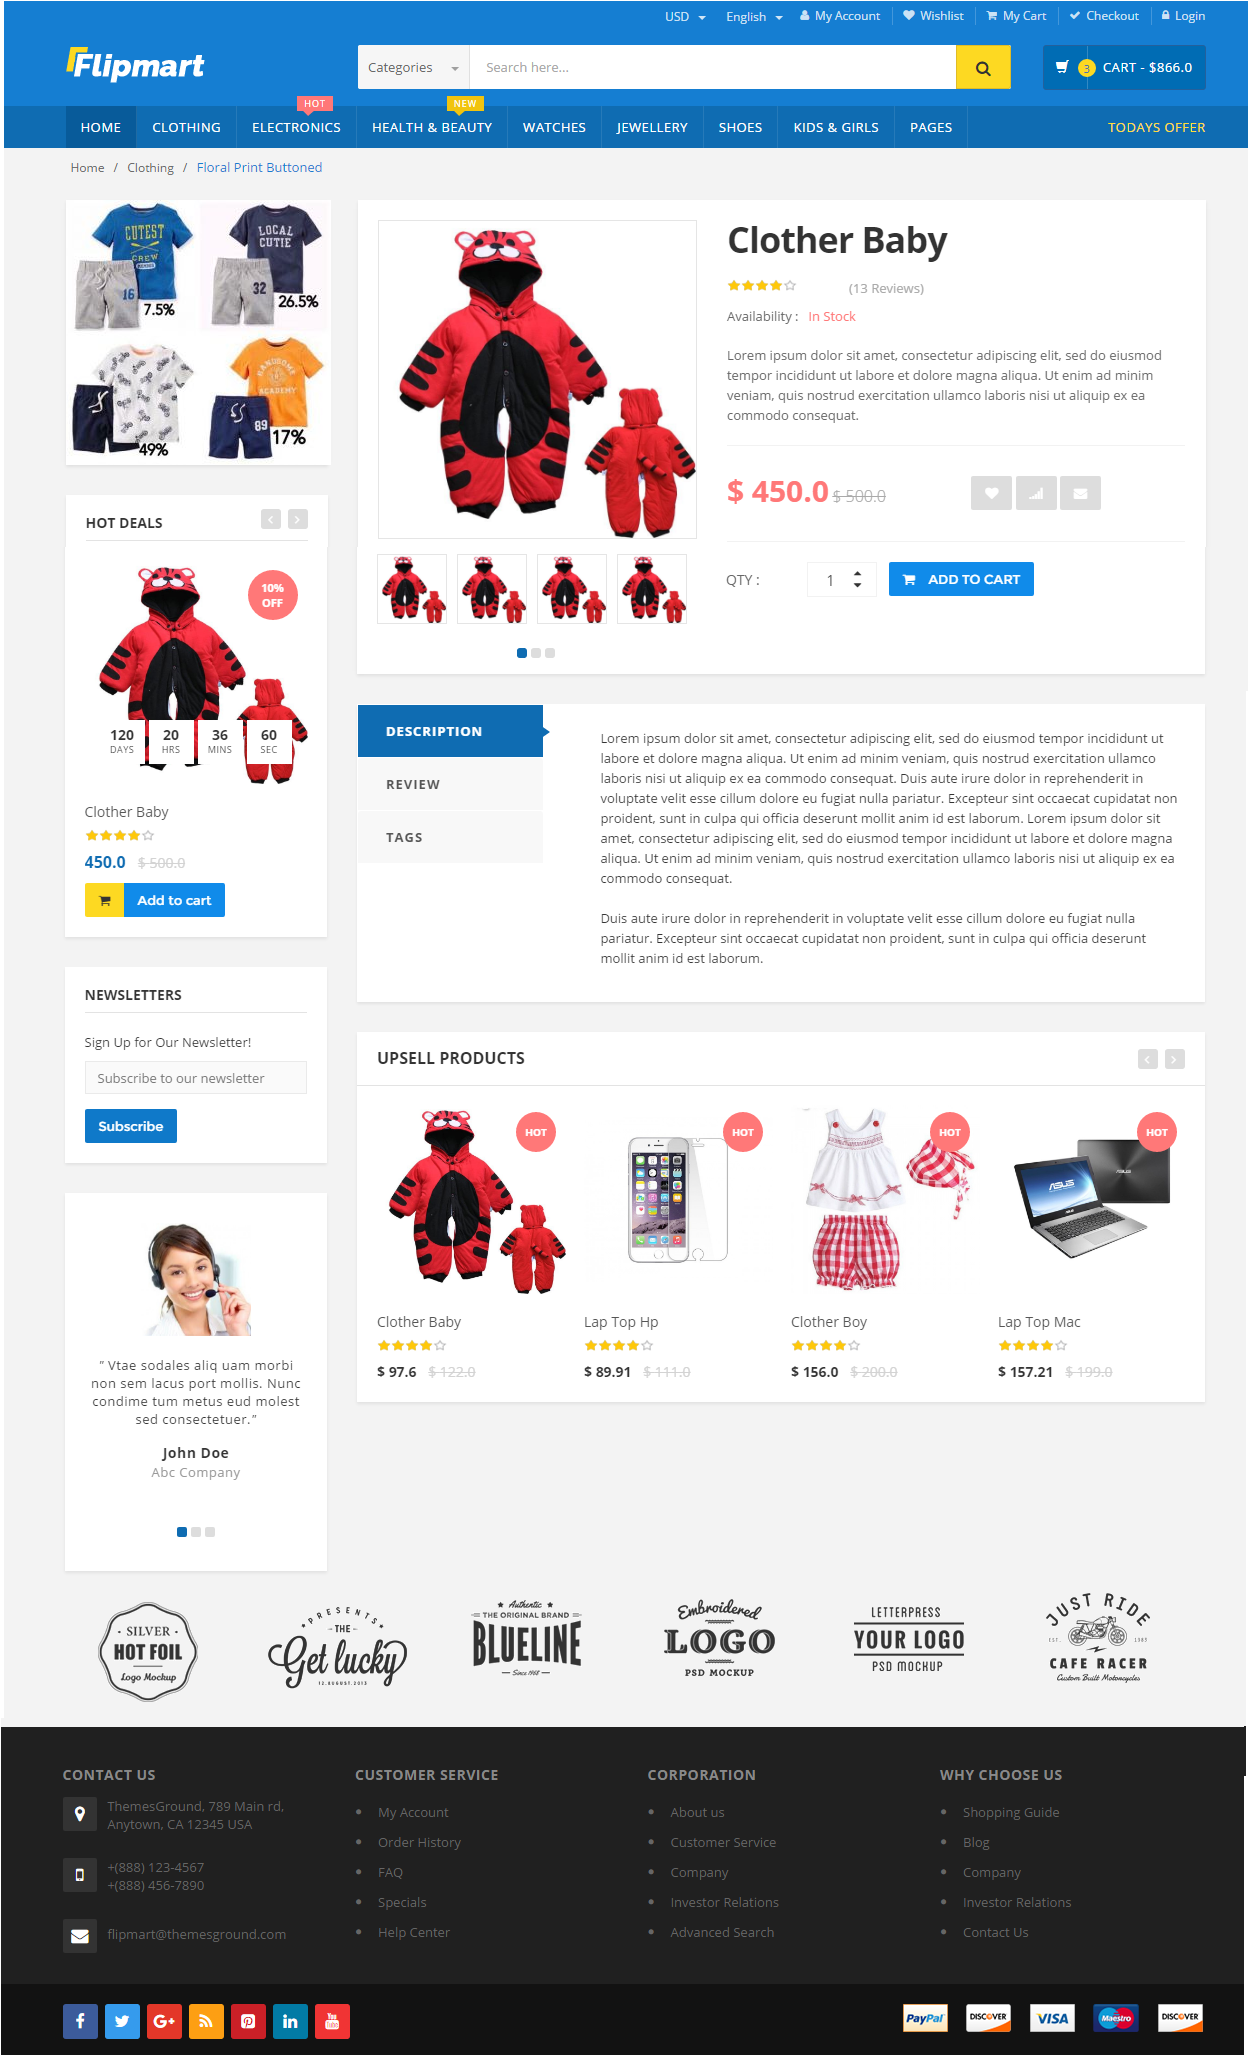 USD English My Account Wishlist My Cart Checkout Login
Flipmart
Categories Search here...
3 CART - $866.0
HOT NEW
HOME CLOTHING ELECTRONICS HEALTH & BEAUTY WATCHES JEWELLERY SHOES KIDS & GIRLS PAGES TODAYS OFFER
Home / Clothing / Floral Print Buttoned
CUTEST
CREW
16
7.5%
LOCAL
CUTIE
32
26.5%
49%
HANDSOME
ACADEMY
89
17%
HOT DEALS
10%
OFF
120 20 36 60
DAYS HRS MINS SEC
Clother Baby
450.0 $ 500.0
Add to cart
NEWSLETTERS
Sign Up for Our Newsletter!
Subscribe to our newsletter
Subscribe
" Vtae sodales aliq uam morbi
non sem lacus port mollis. Nunc
condime tum metus eud molest
sed consectetuer."
John Doe
Abc Company
Clother Baby
(13 Reviews)
Availability : In Stock
Lorem ipsum dolor sit amet, consectetur adipiscing elit, sed do eiusmod
tempor incididunt ut labore et dolore magna aliqua. Ut enim ad minim
veniam, quis nostrud exercitation ullamco laboris nisi ut aliquip ex ea
commodo consequat.
$ 450.0 $ 500.0
QTY : 1 ADD TO CART
DESCRIPTION
REVIEW
TAGS
Lorem ipsum dolor sit amet, consectetur adipiscing elit, sed do eiusmod tempor incididunt ut
labore et dolore magna aliqua. Ut enim ad minim veniam, quis nostrud exercitation ullamco
laboris nisi ut aliquip ex ea commodo consequat. Duis aute irure dolor in reprehenderit in
voluptate velit esse cillum dolore eu fugiat nulla pariatur. Excepteur sint occaecat cupidatat non
proident, sunt in culpa qui officia deserunt mollit anim id est laborum. Lorem ipsum dolor sit
amet, consectetur adipiscing elit, sed do eiusmod tempor incididunt ut labore et dolore magna
aliqua. Ut enim ad minim veniam, quis nostrud exercitation ullamco laboris nisi ut aliquip ex ea
commodo consequat.
Duis aute irure dolor in reprehenderit in voluptate velit esse cillum dolore eu fugiat nulla
pariatur. Excepteur sint occaecat cupidatat non proident, sunt in culpa qui officia deserunt
mollit anim id est laborum.
UPSELL PRODUCTS
HOT HOT HOT HOT
ASUS ASUS
Clother Baby Lap Top Hp Clother Boy Lap Top Mac
$ 97.6 $ 122.0 $ 89.91 $ 111.0 $ 156.0 $ 200.0 $ 157.21 $ 199.0
· SILVER ·
HOT FOIL
Logo Mockup
PRESENTS
- THE -
Get lucky
12.AUGUST.2013
★ Authentic ★
THE ORIGINAL BRAND
BLUELINE
Since 1968
Embroidered
LOGO
PSD MOCKUP
LETTERPRESS
YOUR LOGO
PSD MOCKUP
JUST RIDE
EST. 1985
CAFE RACER
Custom Built Motorcycles
CONTACT US
ThemesGround, 789 Main rd,
Anytown, CA 12345 USA
+(888) 123-4567
+(888) 456-7890
flipmart@themesground.com
CUSTOMER SERVICE
My Account
Order History
FAQ
Specials
Help Center
CORPORATION
About us
Customer Service
Company
Investor Relations
Advanced Search
WHY CHOOSE US
Shopping Guide
Blog
Company
Investor Relations
Contact Us
f G+ in You Tube
PayPal DISCOVER VISA Maestro DISCOVER